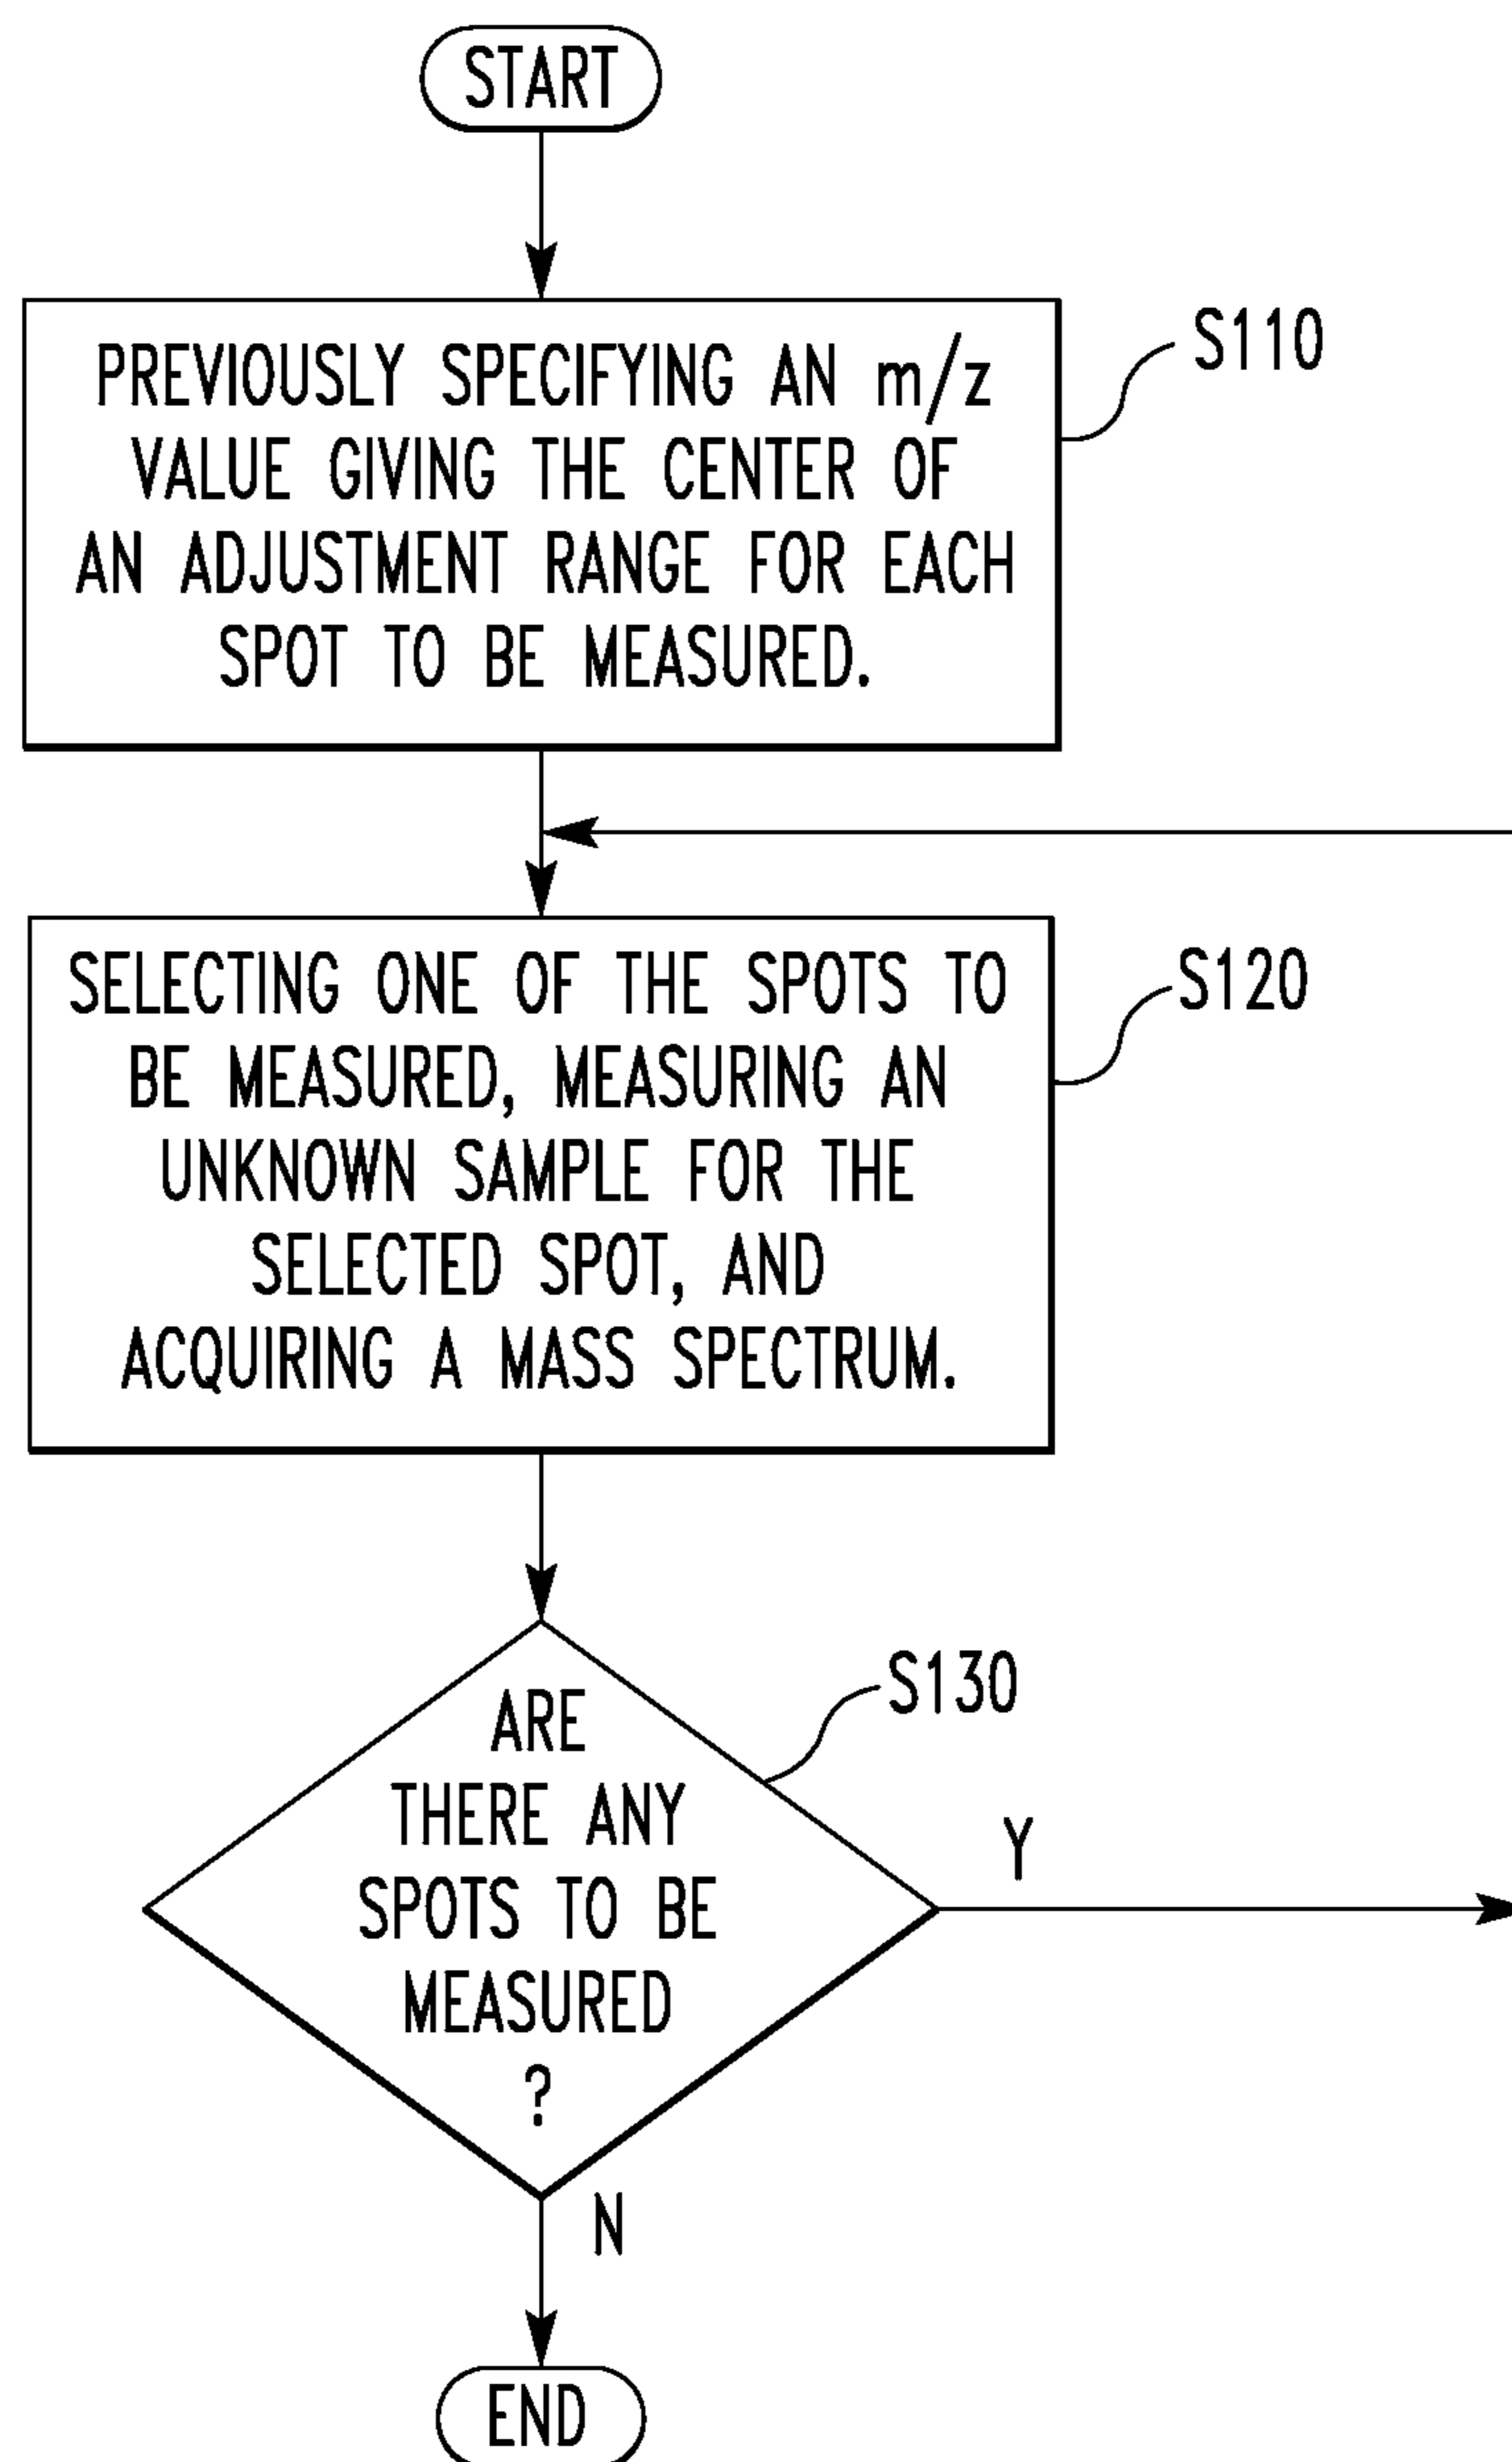 START
PREVIOUSLY SPECIFYING AN m/z
VALUE GIVING THE CENTER OF
AN ADJUSTMENT RANGE FOR EACH
SPOT TO BE MEASURED.
S110
SELECTING ONE OF THE SPOTS TO
BE MEASURED, MEASURING AN
UNKNOWN SAMPLE FOR THE
SELECTED SPOT, AND
ACQUIRING A MASS SPECTRUM.
S120
ARE
THERE ANY
SPOTS TO BE
MEASURED
?
S130
Y
N
END